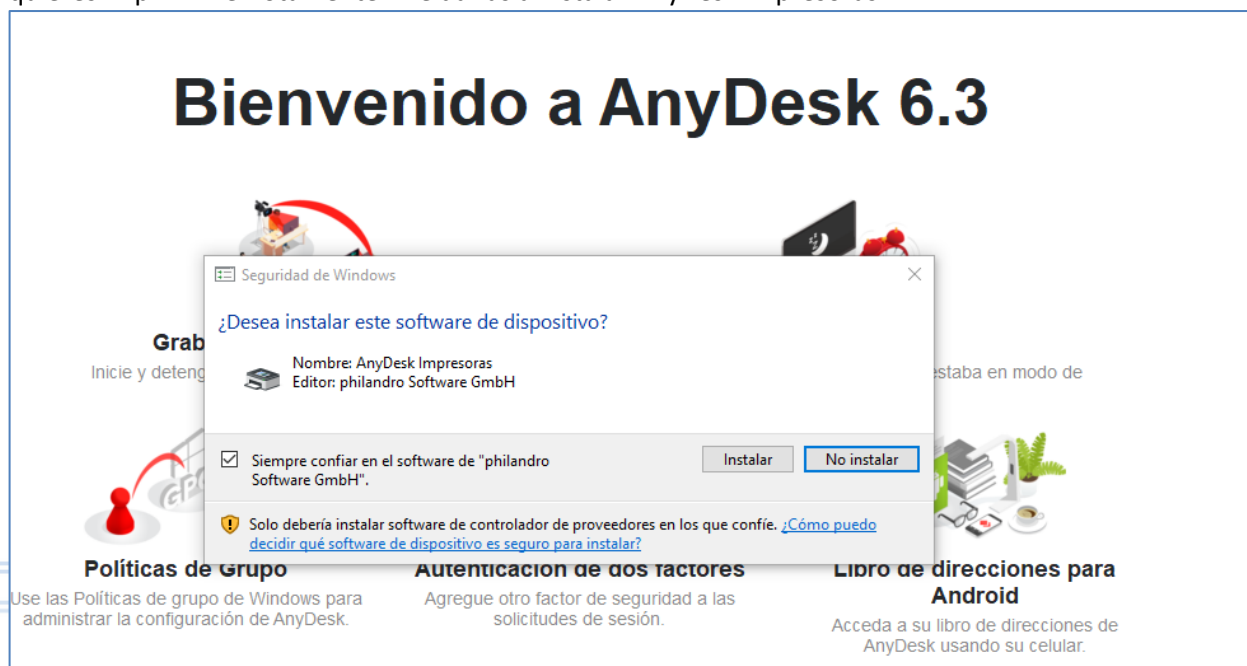 Bienvenido a AnyDesk 6.3
Seguridad de Windows
¿Desea instalar este software de dispositivo?
Nombre: AnyDesk Impresoras
Editor: philandro Software GmbH
Siempre confiar en el software de "philandro
Software GmbH".
Instalar
No instalar
Solo debería instalar software de controlador de proveedores en los que confíe. ¿Cómo puedo
decidir qué software de dispositivo es seguro para instalar?
Grab
Inicie y deteng
estaba en modo de
GPO
Políticas de Grupo
Use las Políticas de grupo de Windows para
administrar la configuración de AnyDesk.
Autenticación de dos factores
Agregue otro factor de seguridad a las
solicitudes de sesión.
Libro de direcciones para
Android
Acceda a su libro de direcciones de
AnyDesk usando su celular.